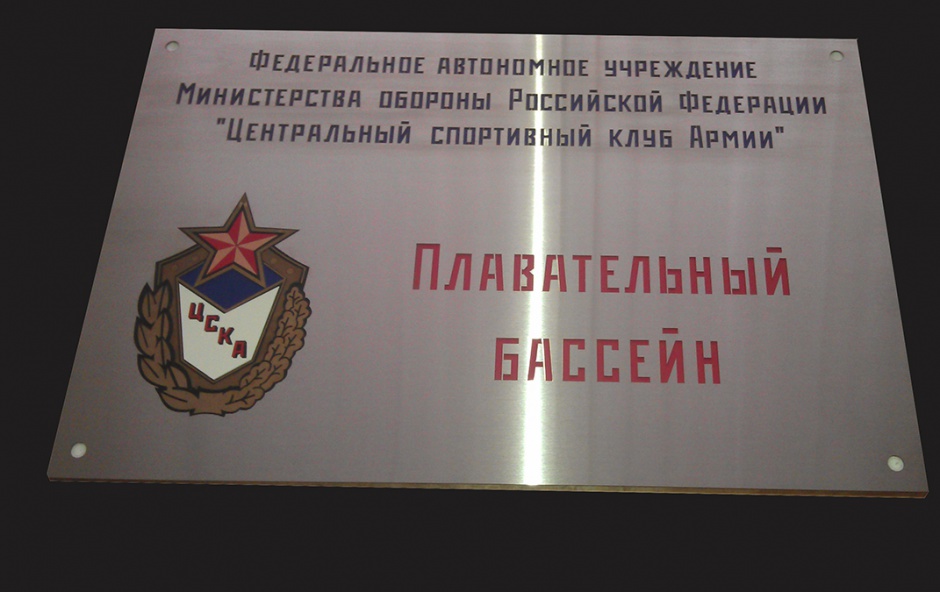 Федеральное автономное учреждение
Министерства обороны Российской Федерации
"Центральный спортивный клуб Армии"
ЦСКА
Плавательный
бассейн